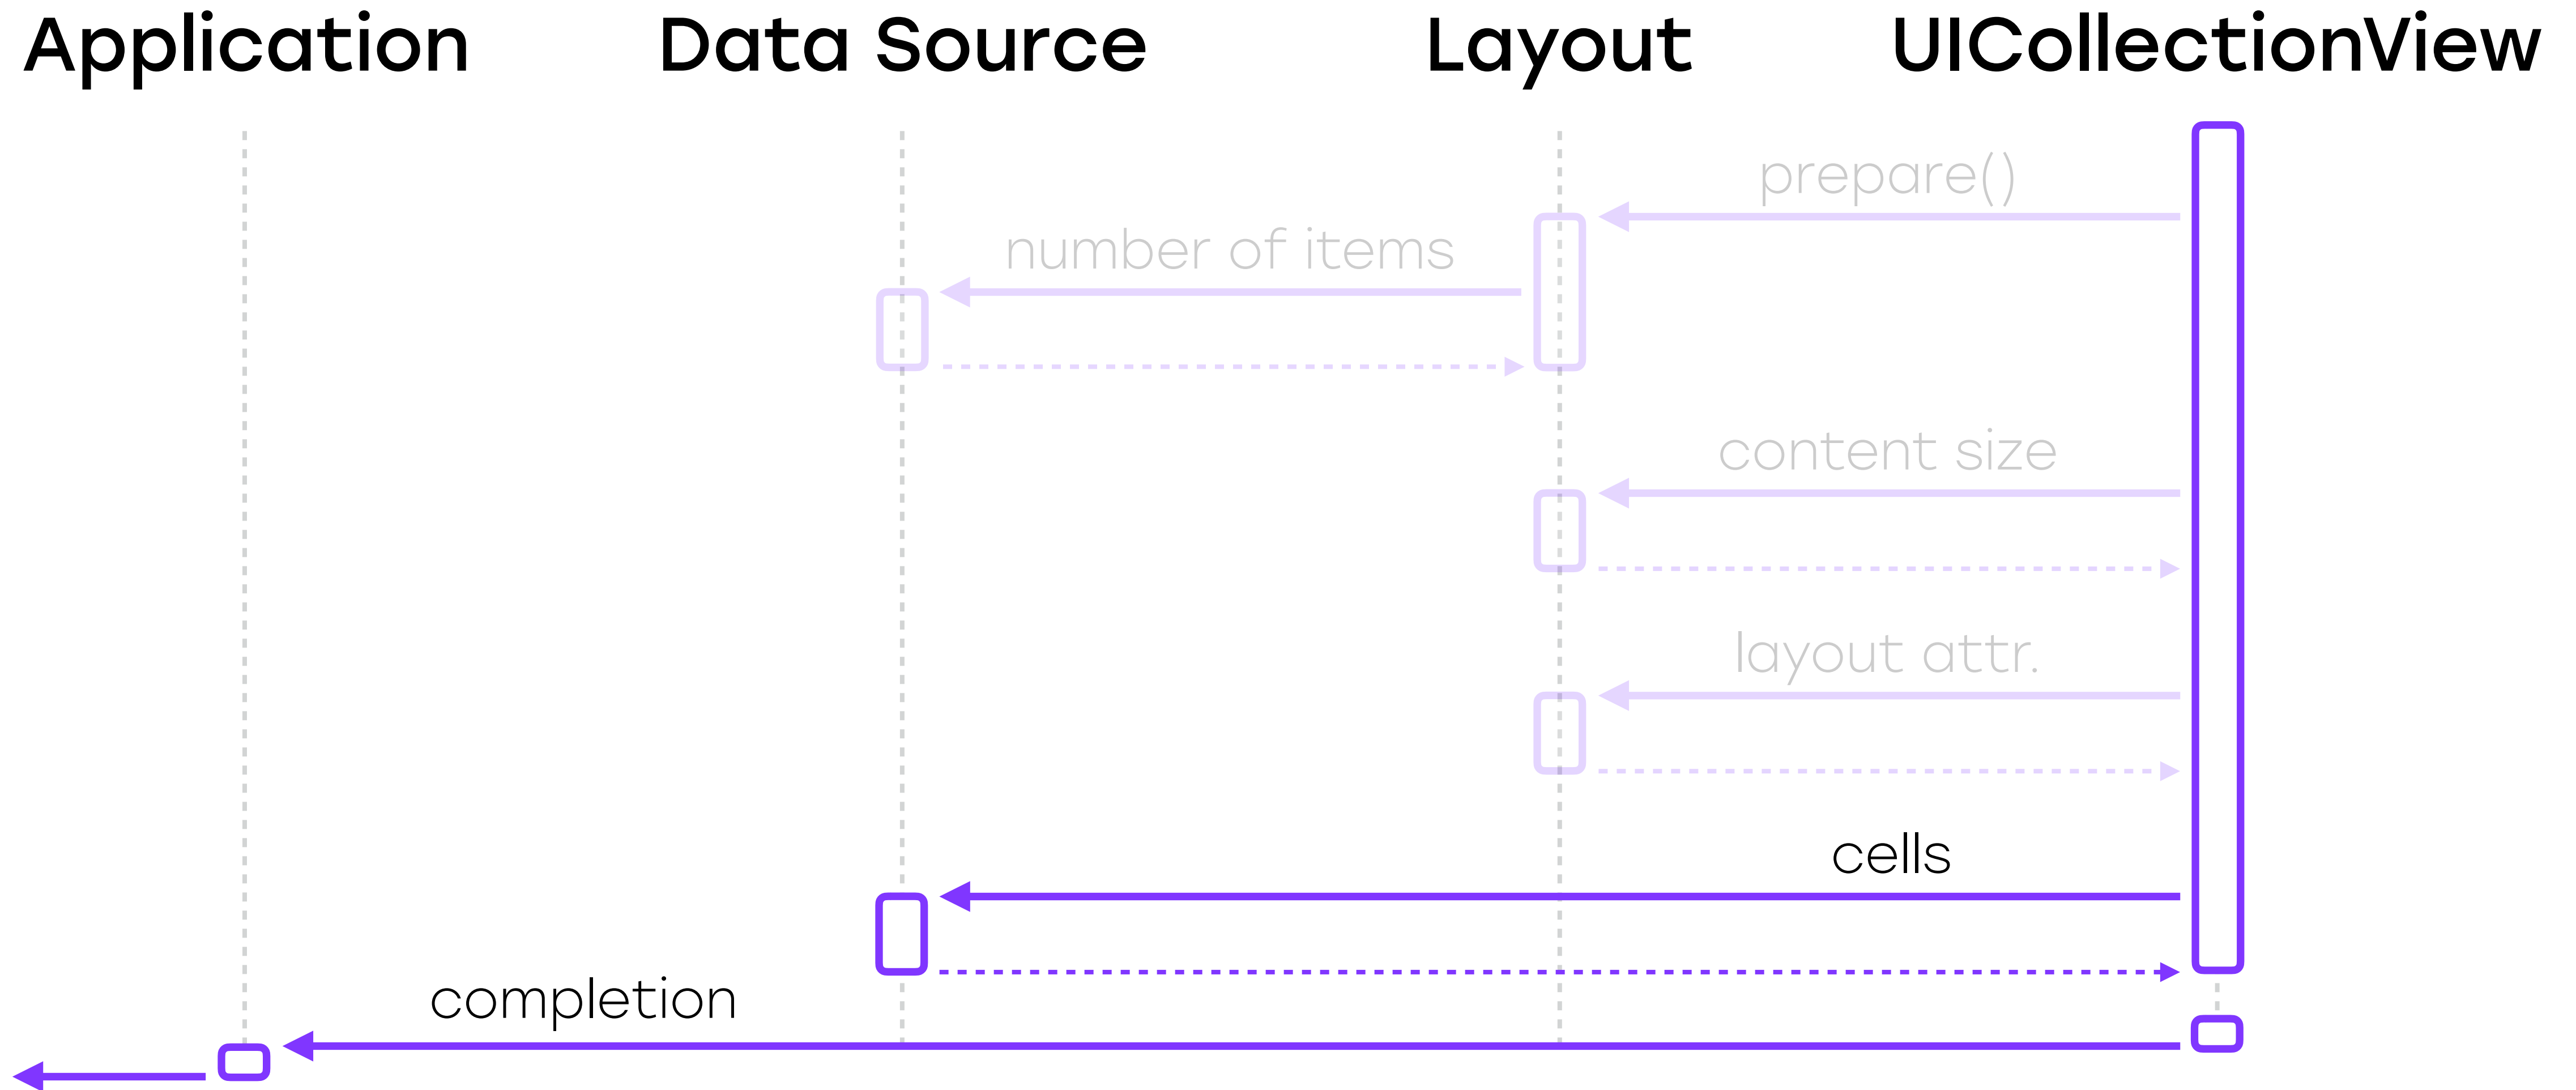 Application
Data Source
Layout
UICollectionView
prepare()
number of items
content size
layout attr.
cells
completion